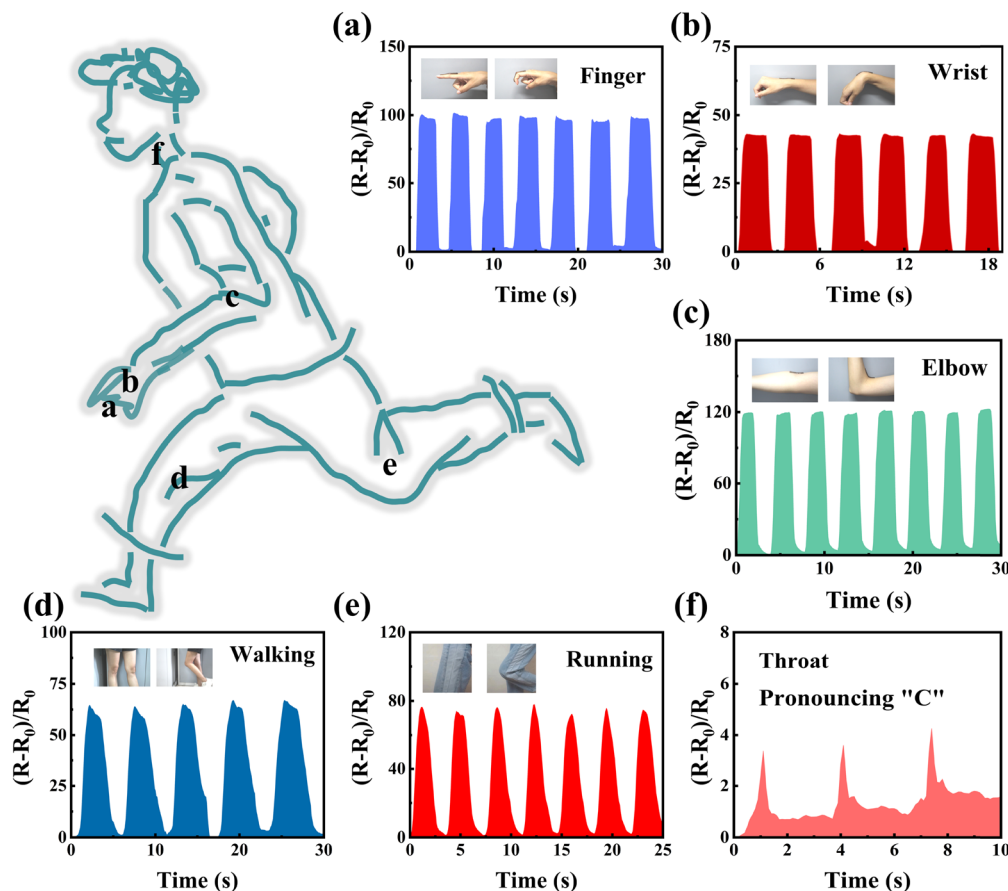 (a)
150
100
50
0
(R-R₀)/R₀
Finger
0 10 20 30
Time (s)
(b)
75
50
25
0
(R-R₀)/R₀
Wrist
0 6 12 18
Time (s)
f
c
b
a
d
e
(c)
180
120
60
0
(R-R₀)/R₀
Elbow
0 10 20 30
Time (s)
(d)
100
75
50
25
0
(R-R₀)/R₀
Walking
0 10 20 30
Time (s)
(e)
120
80
40
0
(R-R₀)/R₀
Running
0 5 10 15 20 25
Time (s)
(f)
8
6
4
2
0
(R-R₀)/R₀
Throat
Pronouncing "C"
0 2 4 6 8 10
Time (s)